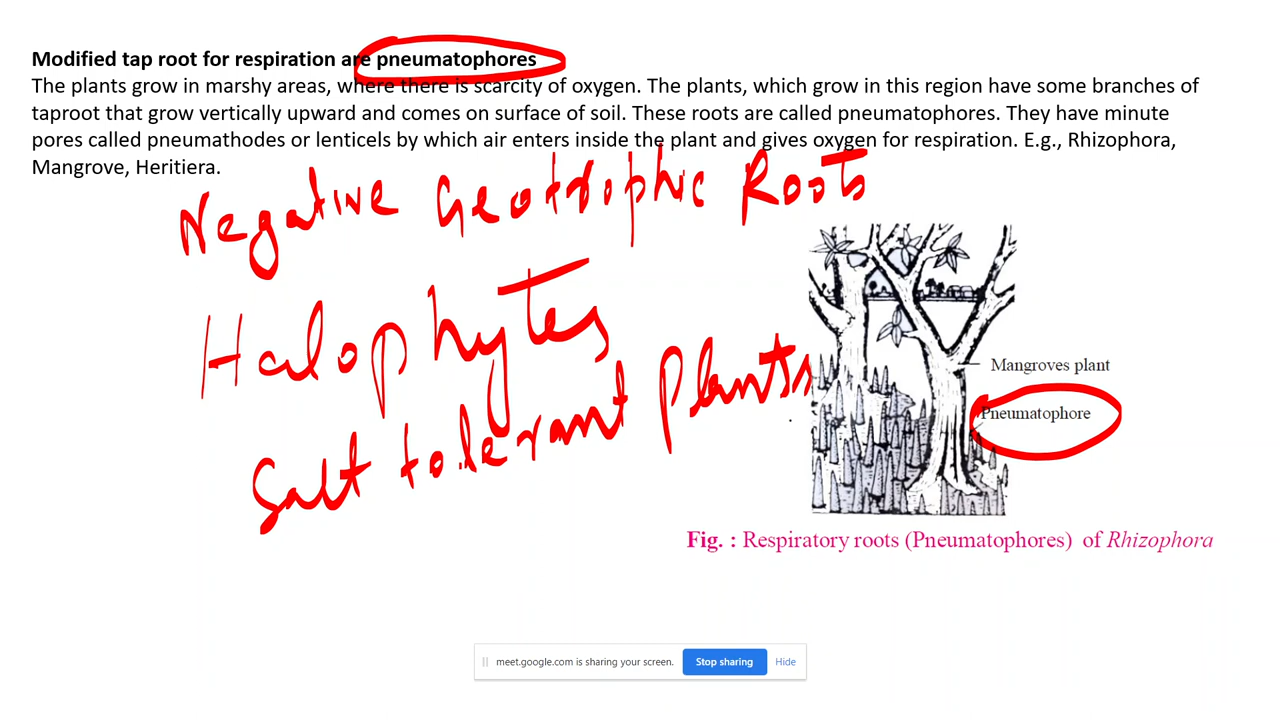 Modified tap root for respiration are pneumatophores
The plants grow in marshy areas, where there is scarcity of oxygen. The plants, which grow in this region have some branches of
taproot that grow vertically upward and comes on surface of soil. These roots are called pneumatophores. They have minute
pores called pneumathodes or lenticels by which air enters inside the plant and gives oxygen for respiration. E.g., Rhizophora,
Mangrove, Heritiera.
Negative Geotrophic Roots
Halophytes
Salt tolerant Plants
Mangroves plant
Pneumatophore
Fig. : Respiratory roots (Pneumatophores) of Rhizophora
meet.google.com is sharing your screen. Stop sharing Hide